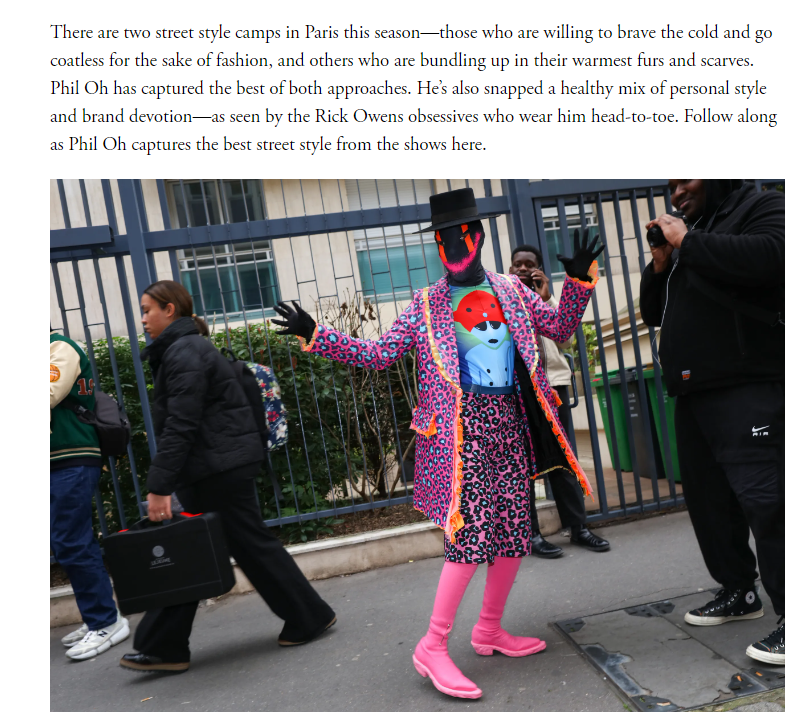 There are two street style camps in Paris this season—those who are willing to brave the cold and go
coatless for the sake of fashion, and others who are bundling up in their warmest furs and scarves.
Phil Oh has captured the best of both approaches. He’s also snapped a healthy mix of personal style
and brand devotion—as seen by the Rick Owens obsessives who wear him head-to-toe. Follow along
as Phil Oh captures the best street style from the shows here.
AIR